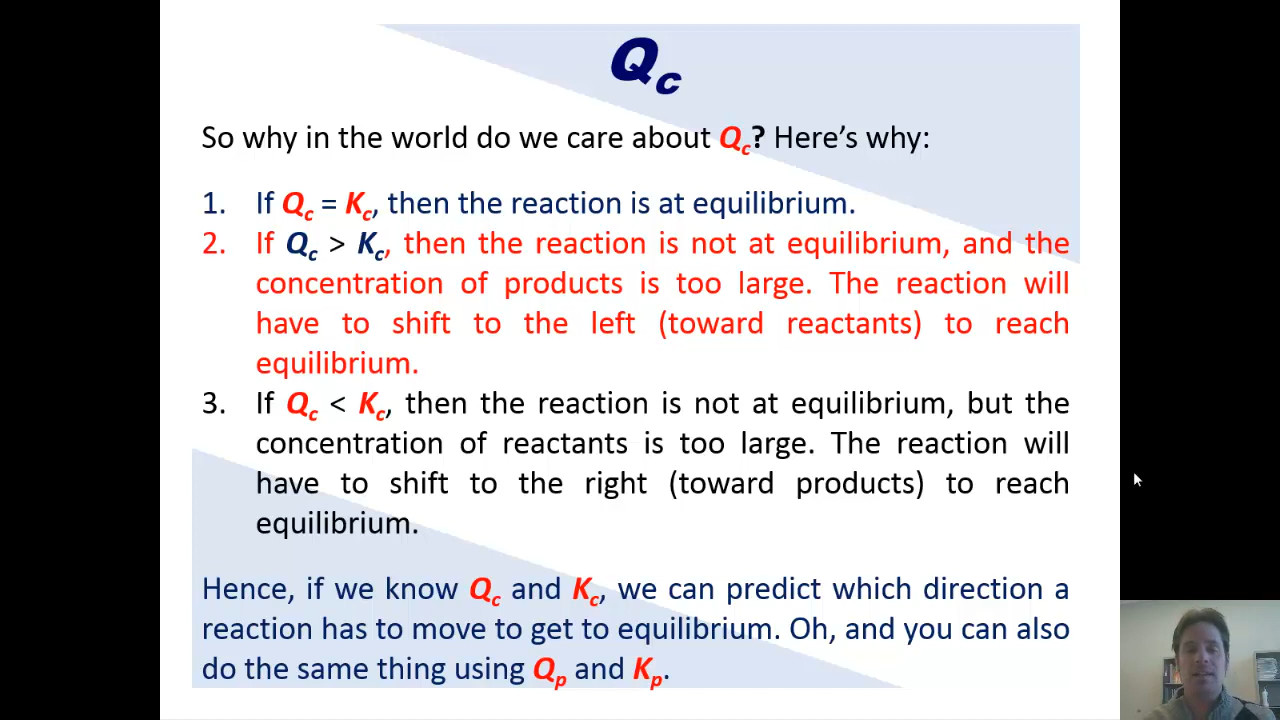 Qc
So why in the world do we care about Qc? Here’s why:
1. If Qc = Kc, then the reaction is at equilibrium.
2. If Qc > Kc, then the reaction is not at equilibrium, and the
concentration of products is too large. The reaction will
have to shift to the left (toward reactants) to reach
equilibrium.
3. If Qc < Kc, then the reaction is not at equilibrium, but the
concentration of reactants is too large. The reaction will
have to shift to the right (toward products) to reach
equilibrium.
Hence, if we know Qc and Kc, we can predict which direction a
reaction has to move to get to equilibrium. Oh, and you can also
do the same thing using Qp and Kp.